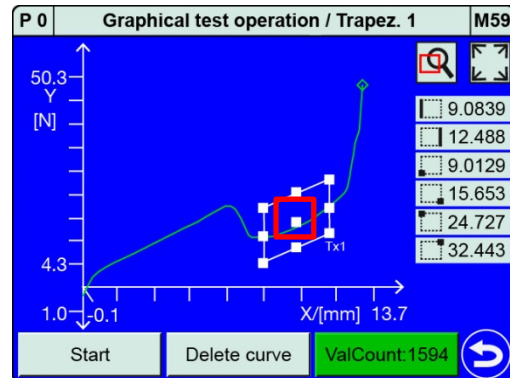 P 0 Graphical test operation / Trapez. 1 M59
50.3
Y
[N]
9.0839
12.488
9.0129
15.653
24.727
32.443
Tx1
4.3
1.0 -0.1 X/[mm] 13.7
Start Delete curve ValCount:1594